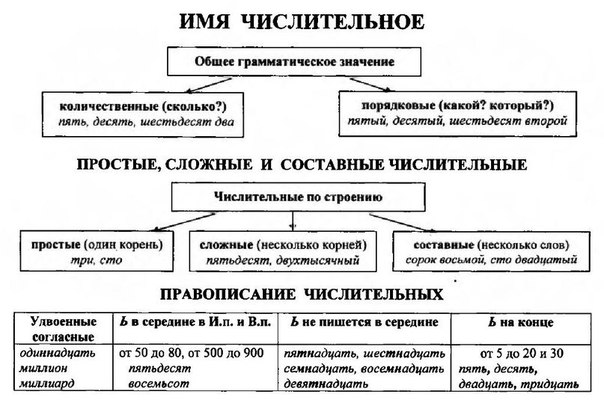 ИМЯ ЧИСЛИТЕЛЬНОЕ
Общее грамматическое значение
количественные (сколько?)
пять, десять, шестьдесят два
порядковые (какой? который?)
пятый, десятый, шестьдесят второй
ПРОСТЫЕ, СЛОЖНЫЕ И СОСТАВНЫЕ ЧИСЛИТЕЛЬНЫЕ
Числительные по строению
простые (один корень)
три, сто
сложные (несколько корней)
пятьдесят, двухтысячный
составные (несколько слов)
сорок восьмой, сто двадцатый
ПРАВОПИСАНИЕ ЧИСЛИТЕЛЬНЫХ
Удвоенные
согласные
Ь в середине в И.п. и В.п.
Ь не пишется в середине
Ь на конце
одиннадцать
миллион
миллиард
от 50 до 80, от 500 до 900
пятьдесят
восемьсот
пятнадцать, шестнадцать
семнадцать, восемнадцать
девятнадцать
от 5 до 20 и 30
пять, десять,
двадцать, тридцать